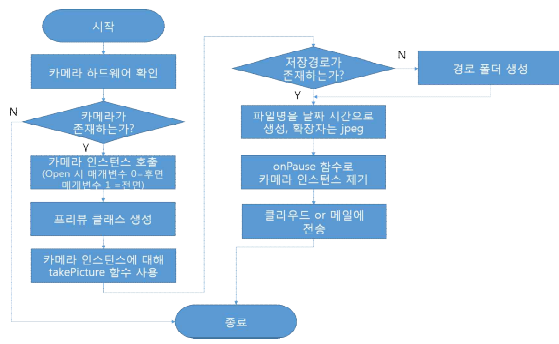 시작
카메라 하드웨어 확인
N
카메라가
존재하는가?
Y
카메라 인스턴스 호출
(Open 시 매개변수 0=후면
매개변수 1 =전면)
프리뷰 클래스 생성
카메라 인스턴스에 대해
takePicture 함수 사용
저장경로가
존재하는가?
N
경로 폴더 생성
Y
파일명을 날짜 시간으로
생성, 확장자는 jpeg
onPause 함수로
카메라 인스턴스 제기
클라우드 or 메일에
전송
종료